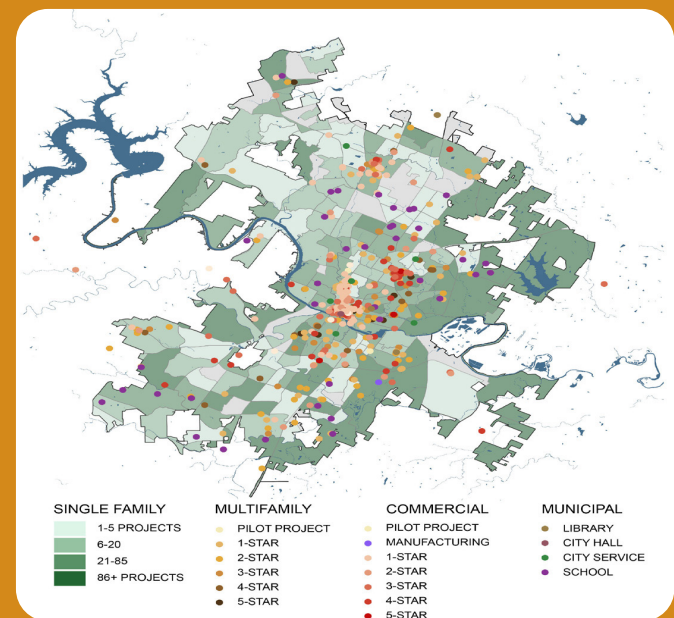 SINGLE FAMILY
1-5 PROJECTS
6-20
21-85
86+ PROJECTS
MULTIFAMILY
PILOT PROJECT
1-STAR
2-STAR
3-STAR
4-STAR
5-STAR
COMMERCIAL
PILOT PROJECT
MANUFACTURING
1-STAR
2-STAR
3-STAR
4-STAR
5-STAR
MUNICIPAL
LIBRARY
CITY HALL
CITY SERVICE
SCHOOL